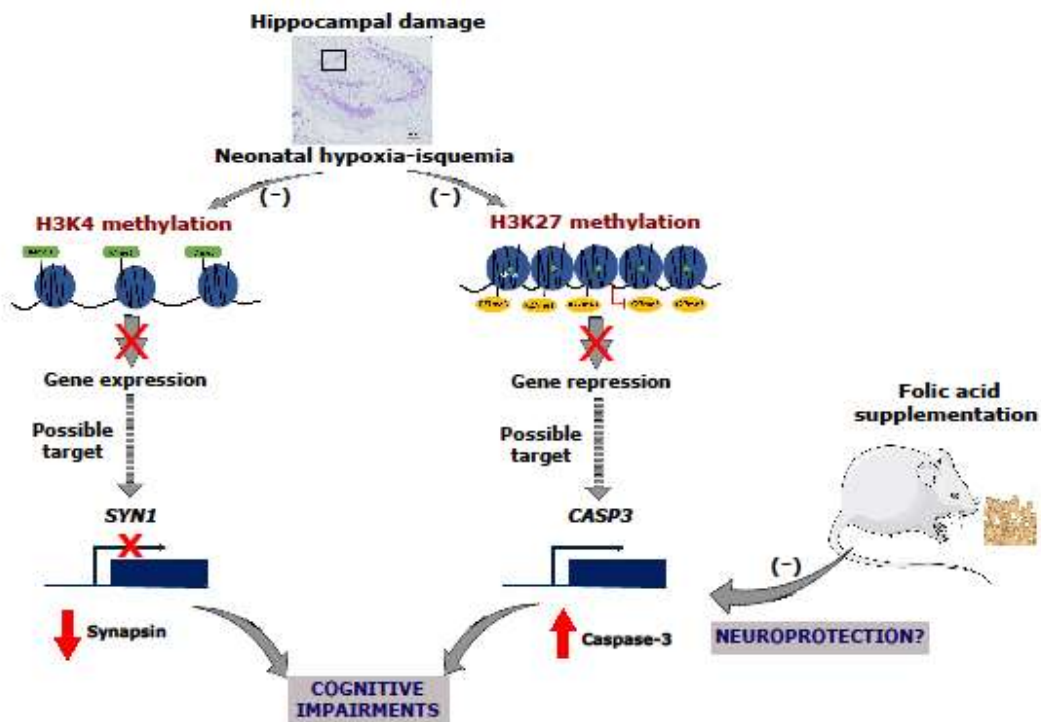 Hippocampal damage
Neonatal hypoxia-isquemia
(-)
(-)
H3K4 methylation
H3K27 methylation
Gene expression
Gene repression
Folic acid
supplementation
Possible
target
Possible
target
SYN1
CASP3
(-)
Synapsin
Caspase-3
NEUROPROTECTION?
COGNITIVE
IMPAIRMENTS